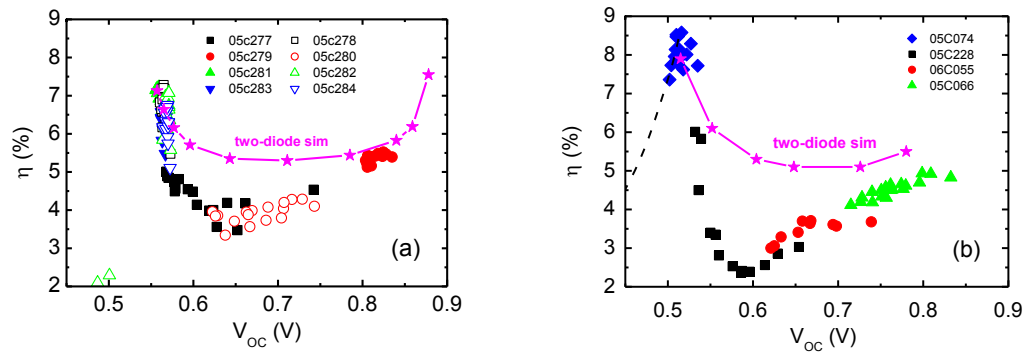 9
8
7
6
5
4
3
2
η (%)
05c277 05c278
05c279 05c280
05c281 05c282
05c283 05c284
two-diode sim
(a)
0.5 0.6 0.7 0.8 0.9
V_OC (V)
9
8
7
6
5
4
3
2
η (%)
05C074
05C228
06C055
05C066
two-diode sim
(b)
0.5 0.6 0.7 0.8 0.9
V_OC (V)